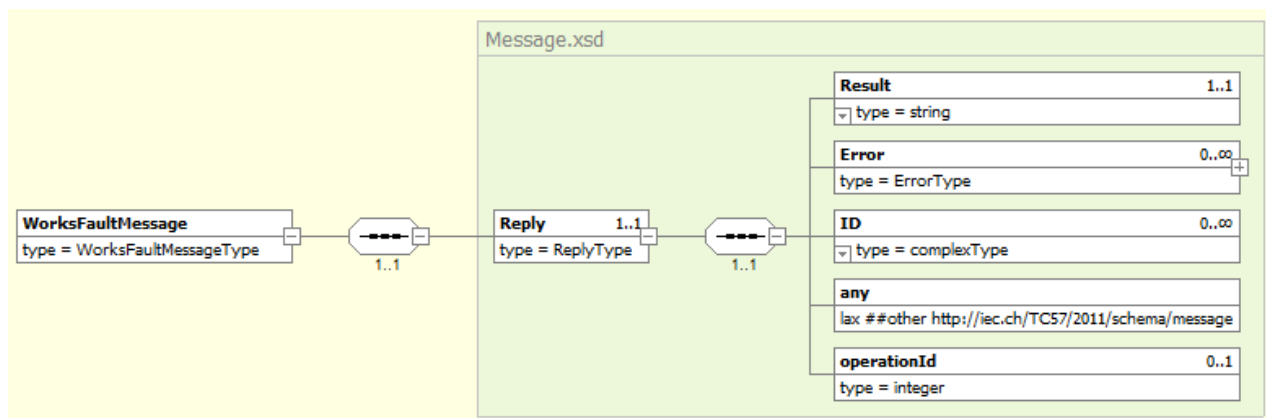 Message.xsd
Result 1..1
type = string
Error 0..∞
type = ErrorType
WorksFaultMessage
type = WorksFaultMessageType
1..1
Reply 1..1
type = ReplyType
1..1
ID 0..∞
type = complexType
any
lax ##other http://iec.ch/TC57/2011/schema/message
operationId 0..1
type = integer